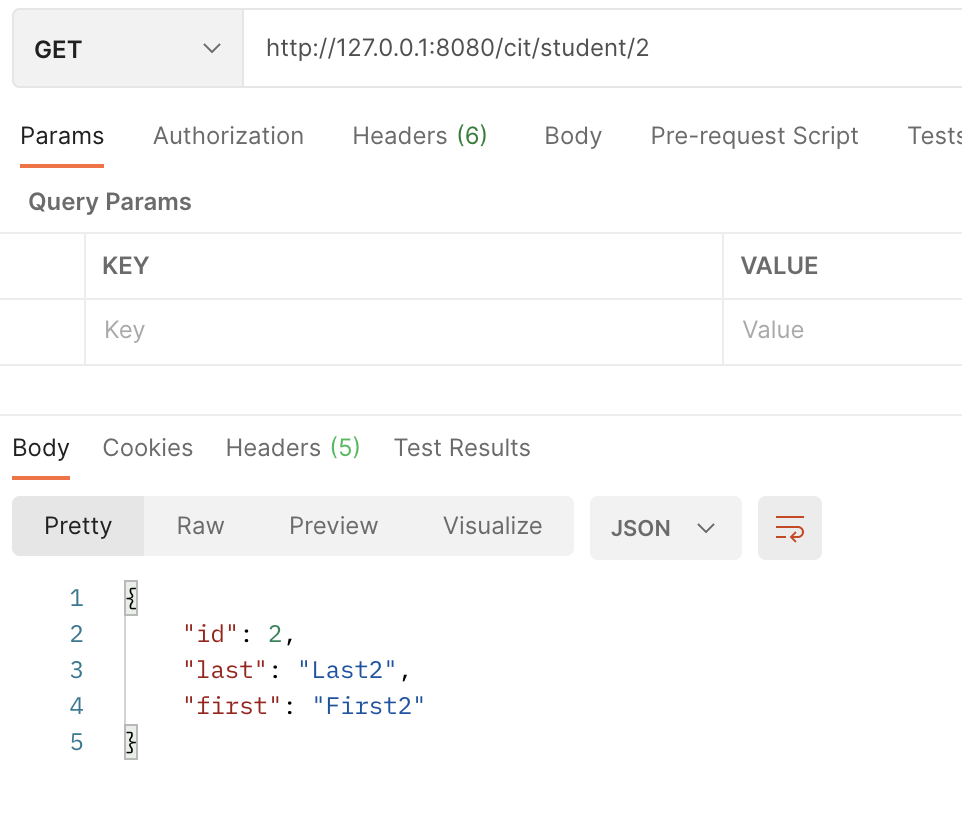 GET http://127.0.0.1:8080/cit/student/2
Params Authorization Headers (6) Body Pre-request Script Tests
Query Params
KEY VALUE
Key Value
Body Cookies Headers (5) Test Results
Pretty Raw Preview Visualize JSON
1 {
2 "id": 2,
3 "last": "Last2",
4 "first": "First2"
5 }